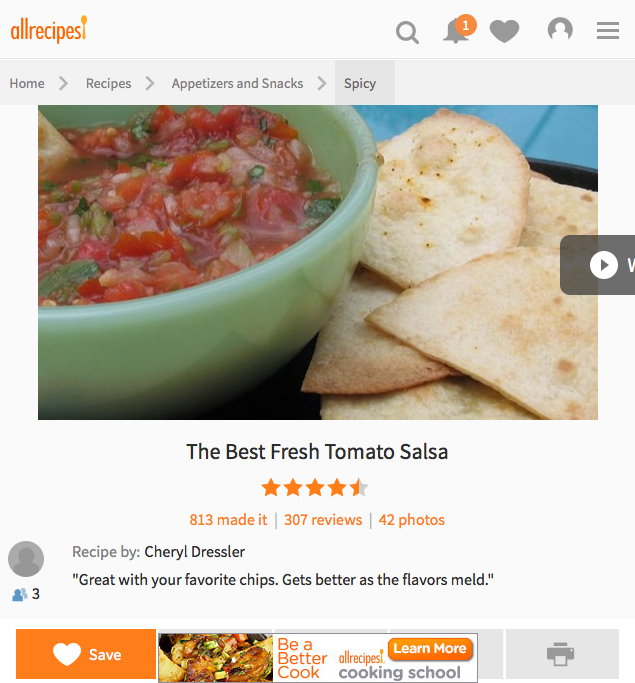 allrecipes!
1
Home Recipes Appetizers and Snacks Spicy
W
The Best Fresh Tomato Salsa
813 made it | 307 reviews | 42 photos
Recipe by: Cheryl Dressler
"Great with your favorite chips. Gets better as the flavors meld."
3
Save
Be a
Better
Cook
allrecipes!
cooking school
Learn More